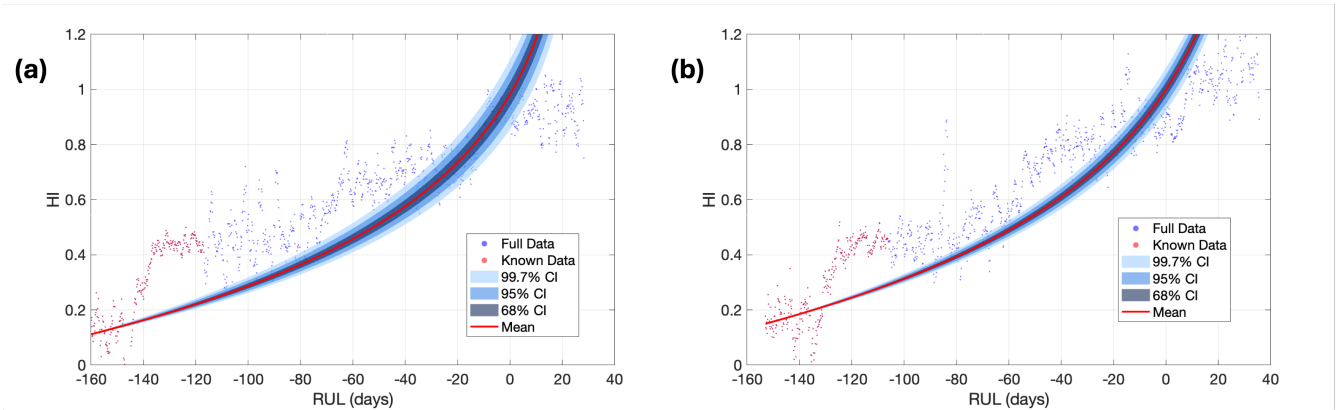 (a)
1.2
1
0.8
0.6
0.4
0.2
0
HI
-160 -140 -120 -100 -80 -60 -40 -20 0 20 40
RUL (days)
Full Data
Known Data
99.7% CI
95% CI
68% CI
Mean
(b)
1.2
1
0.8
0.6
0.4
0.2
0
HI
-160 -140 -120 -100 -80 -60 -40 -20 0 20 40
RUL (days)
Full Data
Known Data
99.7% CI
95% CI
68% CI
Mean